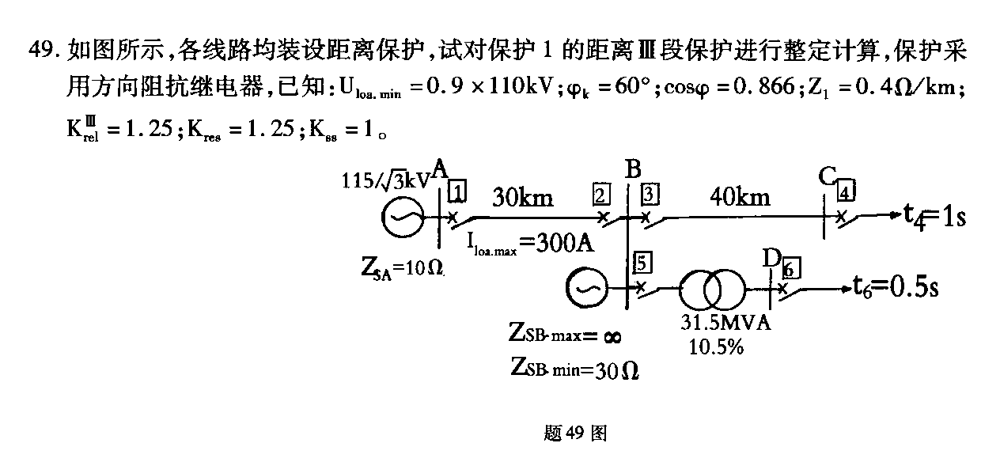 49. 如图所示,各线路均装设距离保护,试对保护 1 的距离Ⅲ段保护进行整定计算,保护采
用方向阻抗继电器,已知:U_loa.min =0.9×110kV;φ_k =60°;cosφ=0.866;Z_1 =0.4Ω/km;
K_rel^Ⅲ =1.25;K_res =1.25;K_ss =1。
115/√3kV A B C
1 30km 2 3 40km 4
t4=1s
I_loa.max=300A
Z_SA=10Ω 5 D 6
t6=0.5s
31.5MVA
Z_SB·max=∞ 10.5%
Z_SB·min=30Ω
题 49 图